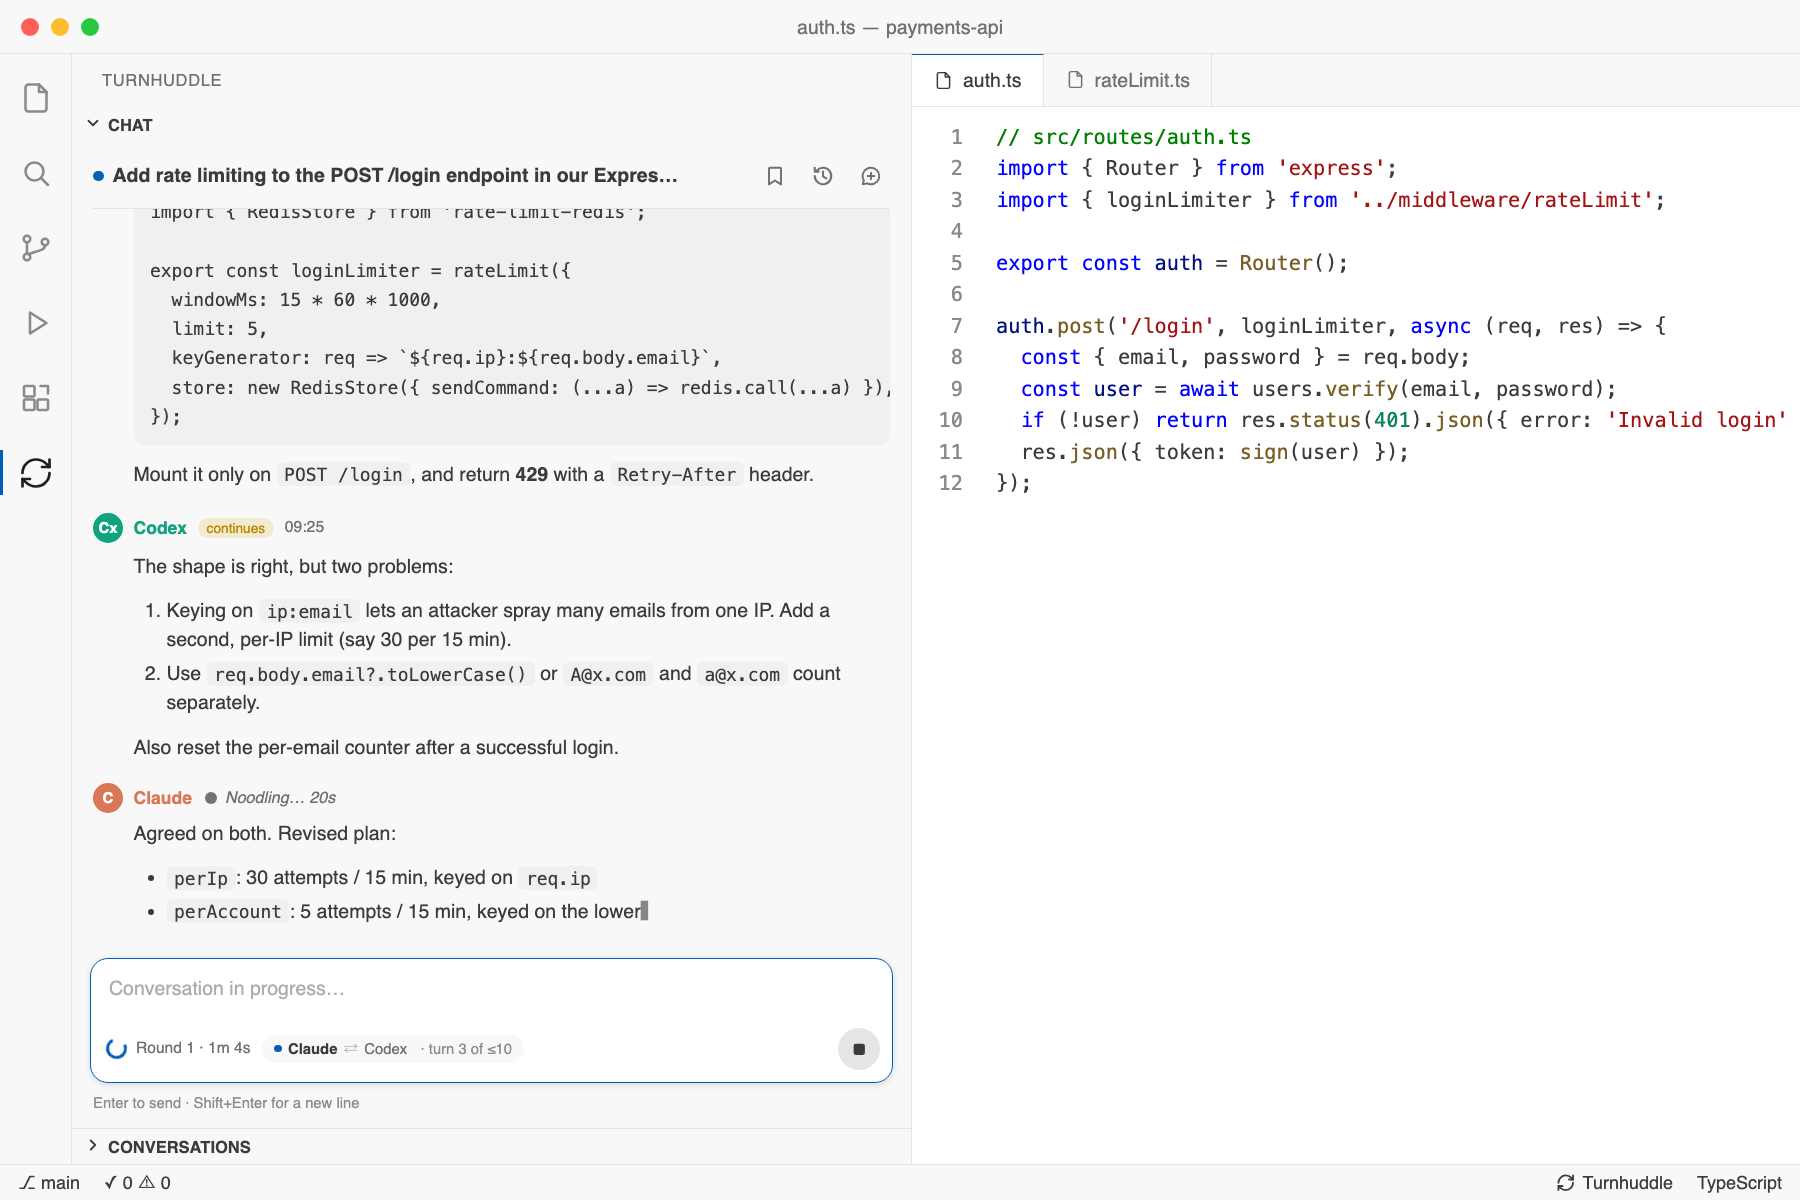 auth.ts — payments-api
TURNHUDDLE
CHAT
Add rate limiting to the POST /login endpoint in our Expres…
import { RedisStore } from 'rate-limit-redis';
export const loginLimiter = rateLimit({
windowMs: 15 * 60 * 1000,
limit: 5,
keyGenerator: req => `${req.ip}:${req.body.email}`,
store: new RedisStore({ sendCommand: (...a) => redis.call(...a) }),
});
Mount it only on POST /login, and return 429 with a Retry-After header.
Cx Codex continues 09:25
The shape is right, but two problems:
1. Keying on ip:email lets an attacker spray many emails from one IP. Add a
second, per-IP limit (say 30 per 15 min).
2. Use req.body.email?.toLowerCase() or A@x.com and a@x.com count
separately.
Also reset the per-email counter after a successful login.
C Claude ● Noodling… 20s
Agreed on both. Revised plan:
• perIp: 30 attempts / 15 min, keyed on req.ip
• perAccount: 5 attempts / 15 min, keyed on the lower
Conversation in progress…
Round 1 · 1m 4s Claude ⇄ Codex · turn 3 of ≤10
Enter to send · Shift+Enter for a new line
CONVERSATIONS
auth.ts rateLimit.ts
1 // src/routes/auth.ts
2 import { Router } from 'express';
3 import { loginLimiter } from '../middleware/rateLimit';
4
5 export const auth = Router();
6
7 auth.post('/login', loginLimiter, async (req, res) => {
8 const { email, password } = req.body;
9 const user = await users.verify(email, password);
10 if (!user) return res.status(401).json({ error: 'Invalid login'
11 res.json({ token: sign(user) });
12 });
main ✓ 0 ⚠ 0
Turnhuddle TypeScript